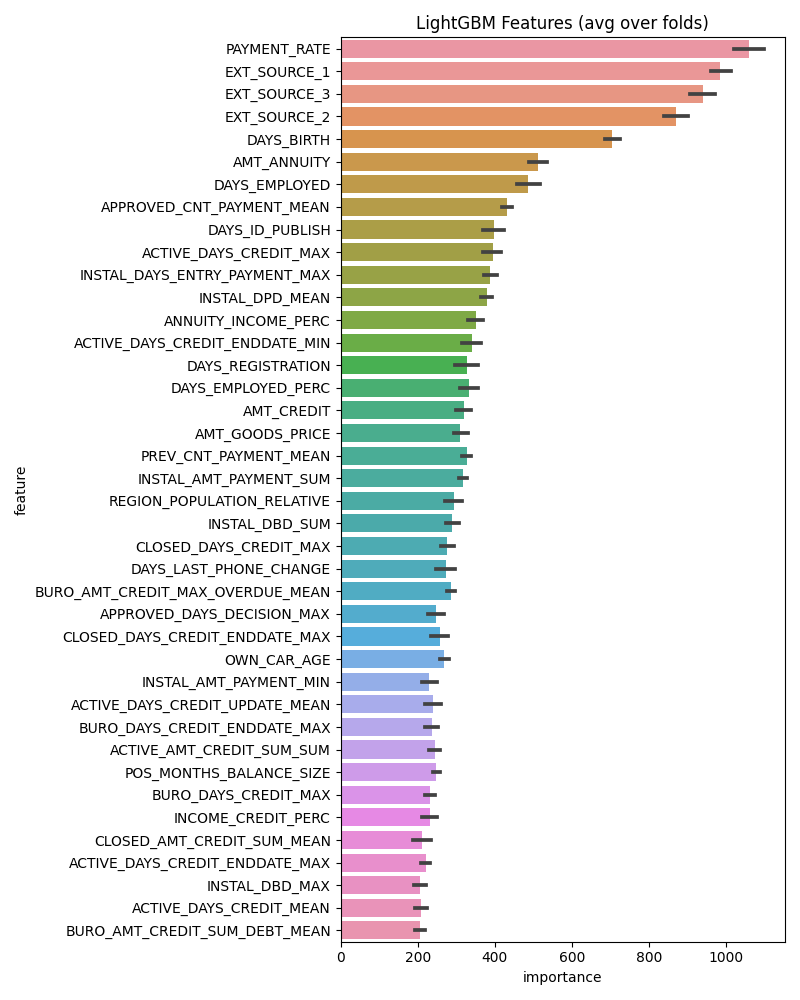 LightGBM Features (avg over folds)
PAYMENT_RATE
EXT_SOURCE_1
EXT_SOURCE_3
EXT_SOURCE_2
DAYS_BIRTH
AMT_ANNUITY
DAYS_EMPLOYED
APPROVED_CNT_PAYMENT_MEAN
DAYS_ID_PUBLISH
ACTIVE_DAYS_CREDIT_MAX
INSTAL_DAYS_ENTRY_PAYMENT_MAX
INSTAL_DPD_MEAN
ANNUITY_INCOME_PERC
ACTIVE_DAYS_CREDIT_ENDDATE_MIN
DAYS_REGISTRATION
DAYS_EMPLOYED_PERC
AMT_CREDIT
AMT_GOODS_PRICE
PREV_CNT_PAYMENT_MEAN
INSTAL_AMT_PAYMENT_SUM
REGION_POPULATION_RELATIVE
INSTAL_DBD_SUM
CLOSED_DAYS_CREDIT_MAX
DAYS_LAST_PHONE_CHANGE
BURO_AMT_CREDIT_MAX_OVERDUE_MEAN
APPROVED_DAYS_DECISION_MAX
CLOSED_DAYS_CREDIT_ENDDATE_MAX
OWN_CAR_AGE
INSTAL_AMT_PAYMENT_MIN
ACTIVE_DAYS_CREDIT_UPDATE_MEAN
BURO_DAYS_CREDIT_ENDDATE_MAX
ACTIVE_AMT_CREDIT_SUM_SUM
POS_MONTHS_BALANCE_SIZE
BURO_DAYS_CREDIT_MAX
INCOME_CREDIT_PERC
CLOSED_AMT_CREDIT_SUM_MEAN
ACTIVE_DAYS_CREDIT_ENDDATE_MAX
INSTAL_DBD_MAX
ACTIVE_DAYS_CREDIT_MEAN
BURO_AMT_CREDIT_SUM_DEBT_MEAN
feature
0 200 400 600 800 1000
importance